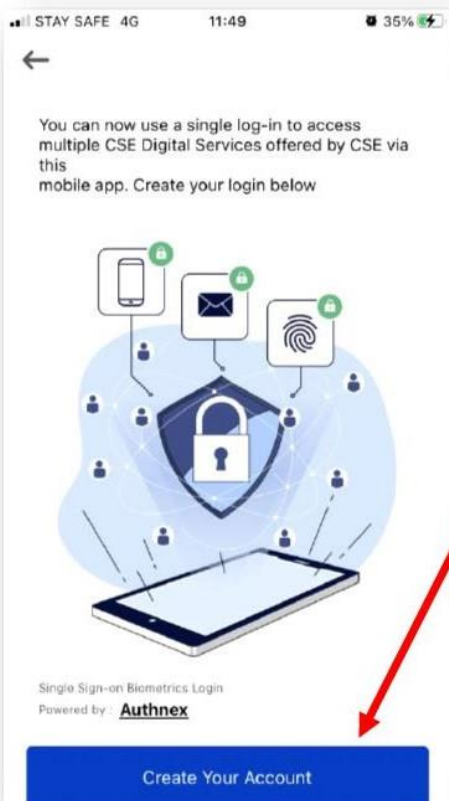 STAY SAFE 4G 11:49 35%
You can now use a single log-in to access
multiple CSE Digital Services offered by CSE via
this
mobile app. Create your login below
Single Sign-on Biometrics Login
Powered by : Authnex
Create Your Account